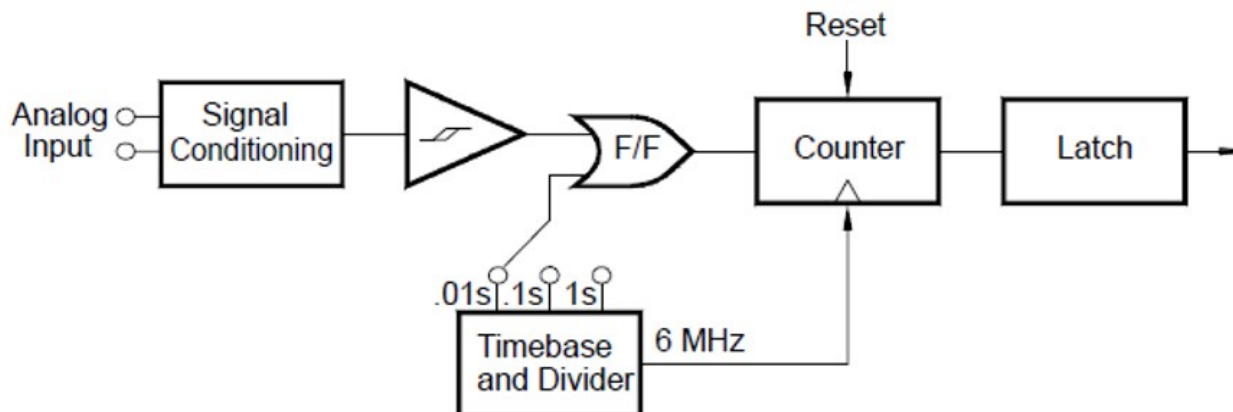 Reset
Analog
Input
Signal
Conditioning
F/F
Counter
Latch
.01s .1s 1s
Timebase
and Divider
6 MHz